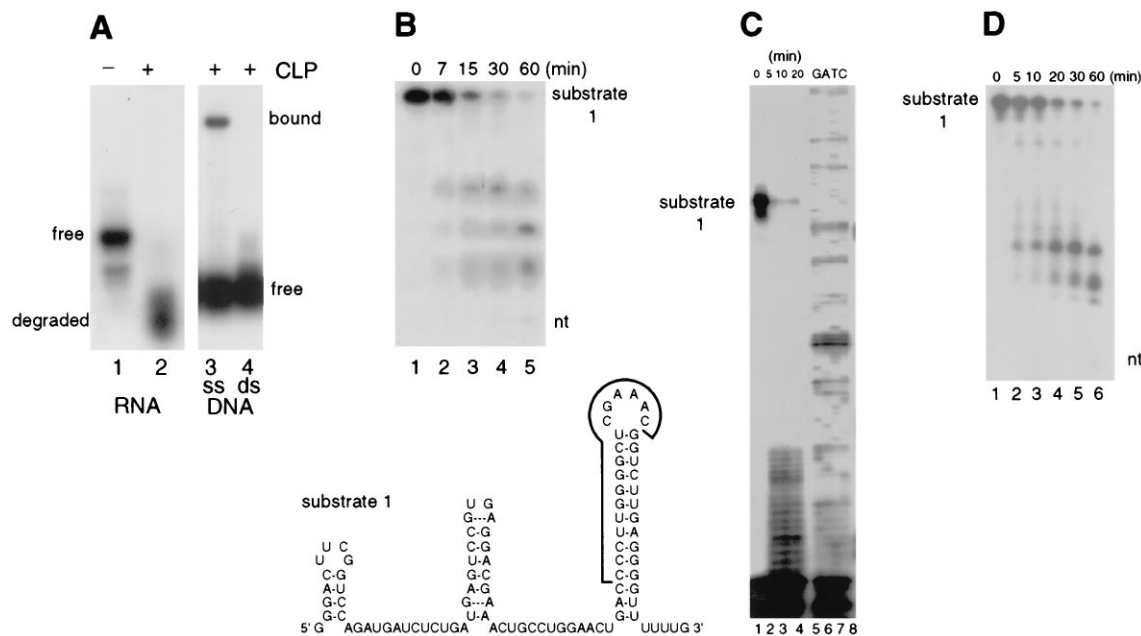 A
B
C
D
− + + + CLP
bound
free
free
degraded
1 2 3 4
ss ds
RNA DNA
0 7 15 30 60 (min)
substrate
1
nt
1 2 3 4 5
(min)
0 5 10 20 GATC
substrate
1
1 2 3 4 5 6 7 8
0 5 10 20 30 60 (min)
substrate
1
nt
1 2 3 4 5 6
substrate 1
U C
U G
C-G
A-U
G-C
G-C
U G
G---A
C-G
C-G
U-A
G-C
A---G
G---A
U-A
A A
G A
C C
5' G AGAUGAUCUCUGA ACUGCCUGGAACU UUUUG 3'